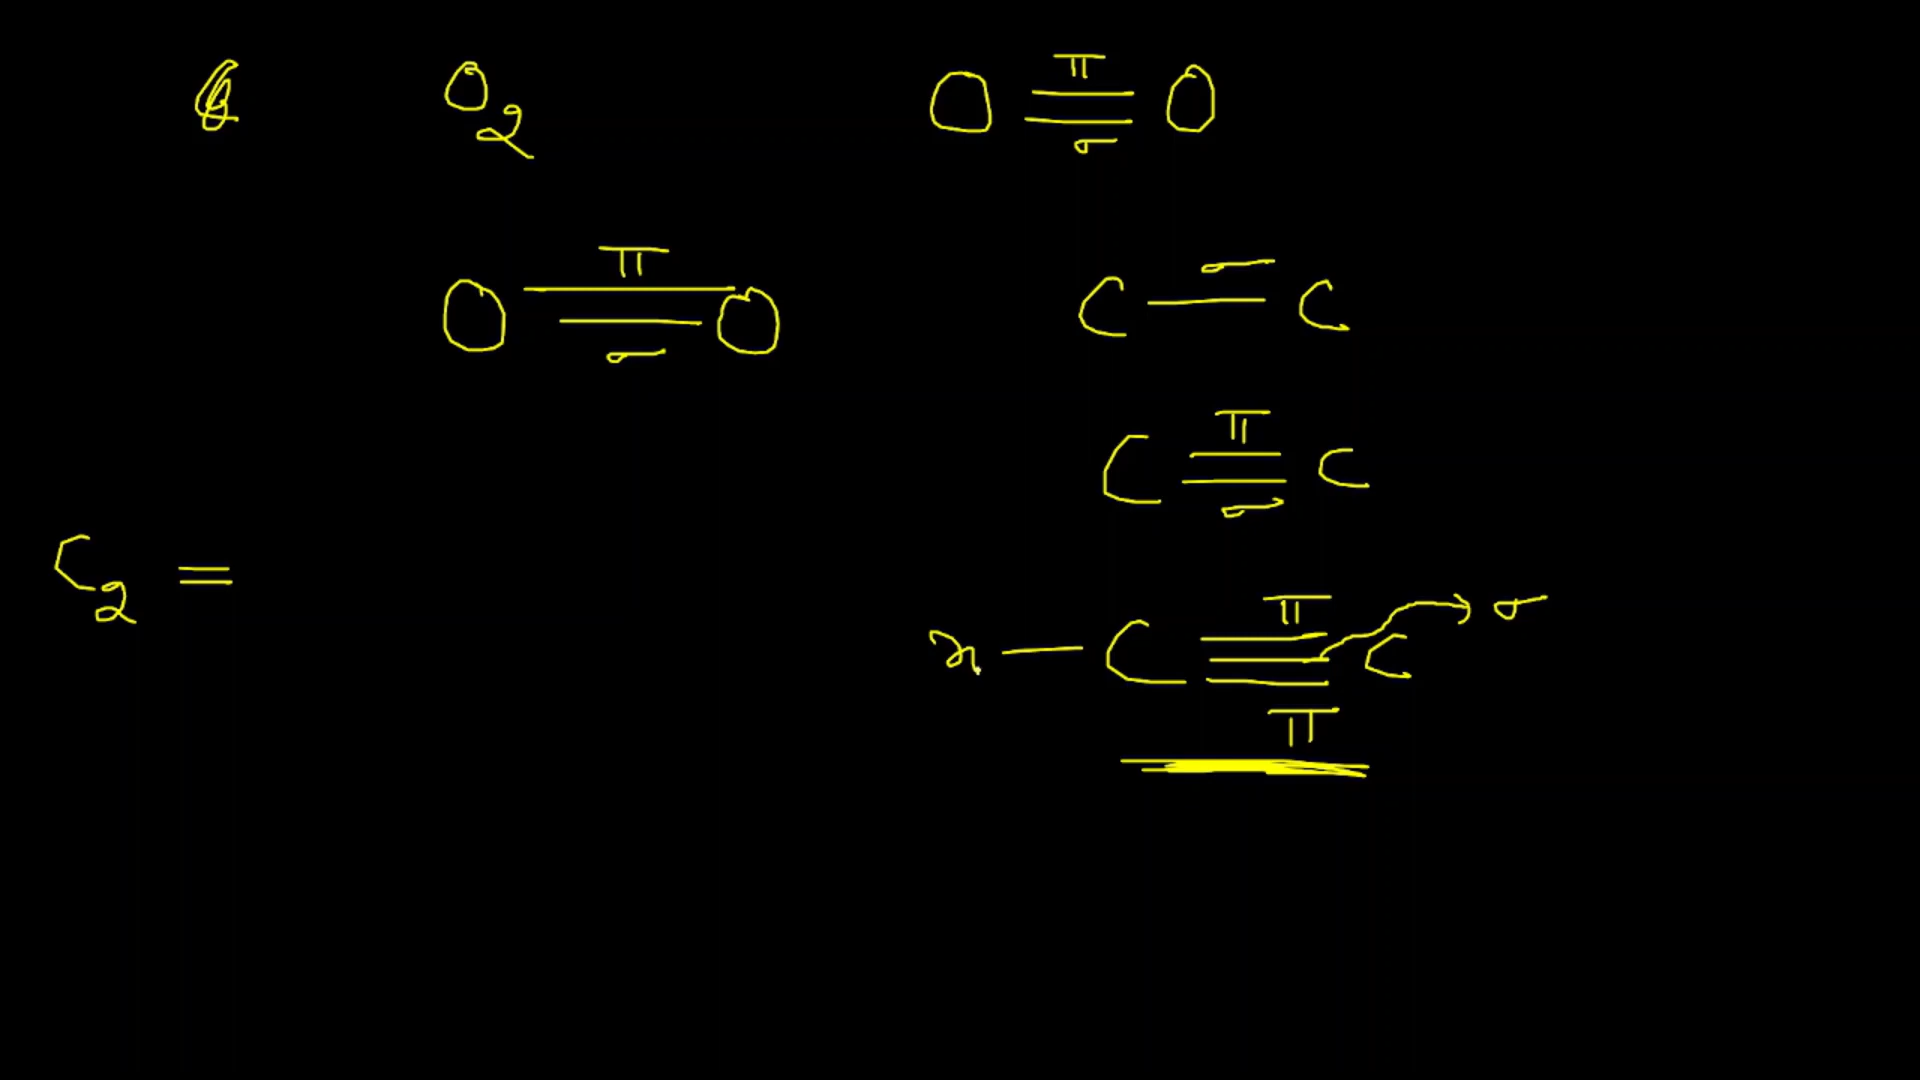 O₂
π
O = O
σ
π
O = O
σ
σ
C — C
π
C = C
σ
C₂ =
π
x — C ≡ C → σ
π